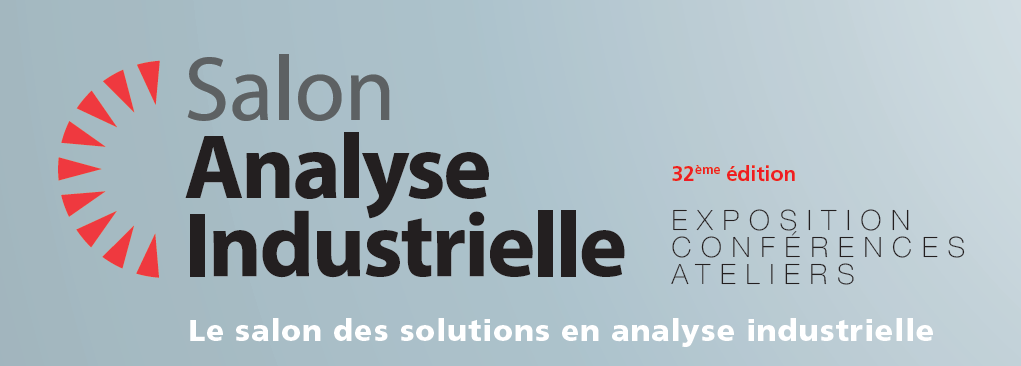 Salon
Analyse
Industrielle
32ème édition
EXPOSITION
CONFÉRENCES
ATELIERS
Le salon des solutions en analyse industrielle